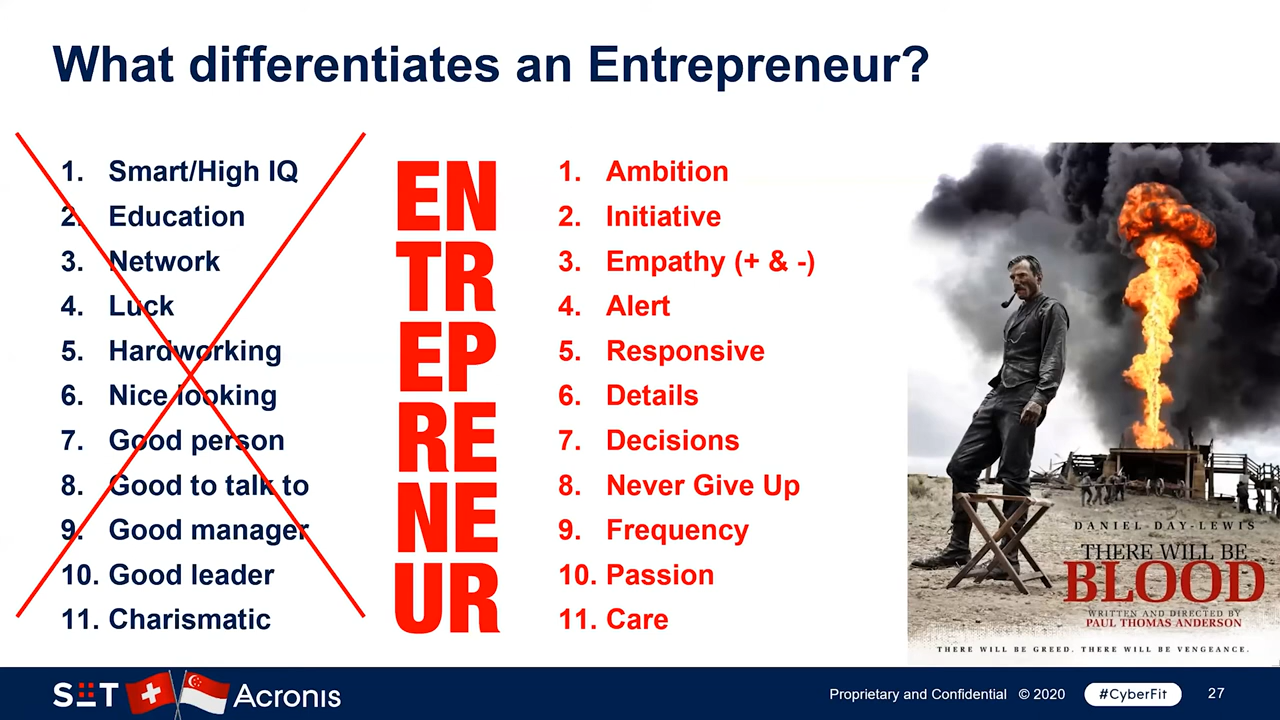 What differentiates an Entrepreneur?
1. Smart/High IQ
2. Education
3. Network
4. Luck
5. Hardworking
6. Nice looking
7. Good person
8. Good to talk to
9. Good manager
10. Good leader
11. Charismatic
EN
TR
EP
RE
NE
UR
1. Ambition
2. Initiative
3. Empathy (+ & -)
4. Alert
5. Responsive
6. Details
7. Decisions
8. Never Give Up
9. Frequency
10. Passion
11. Care
DANIEL DAY-LEWIS
THERE WILL BE
BLOOD
WRITTEN AND DIRECTED BY
PAUL THOMAS ANDERSON
THERE WILL BE GREED. THERE WILL BE VENGEANCE.
Acronis
Proprietary and Confidential © 2020
#CyberFit
27